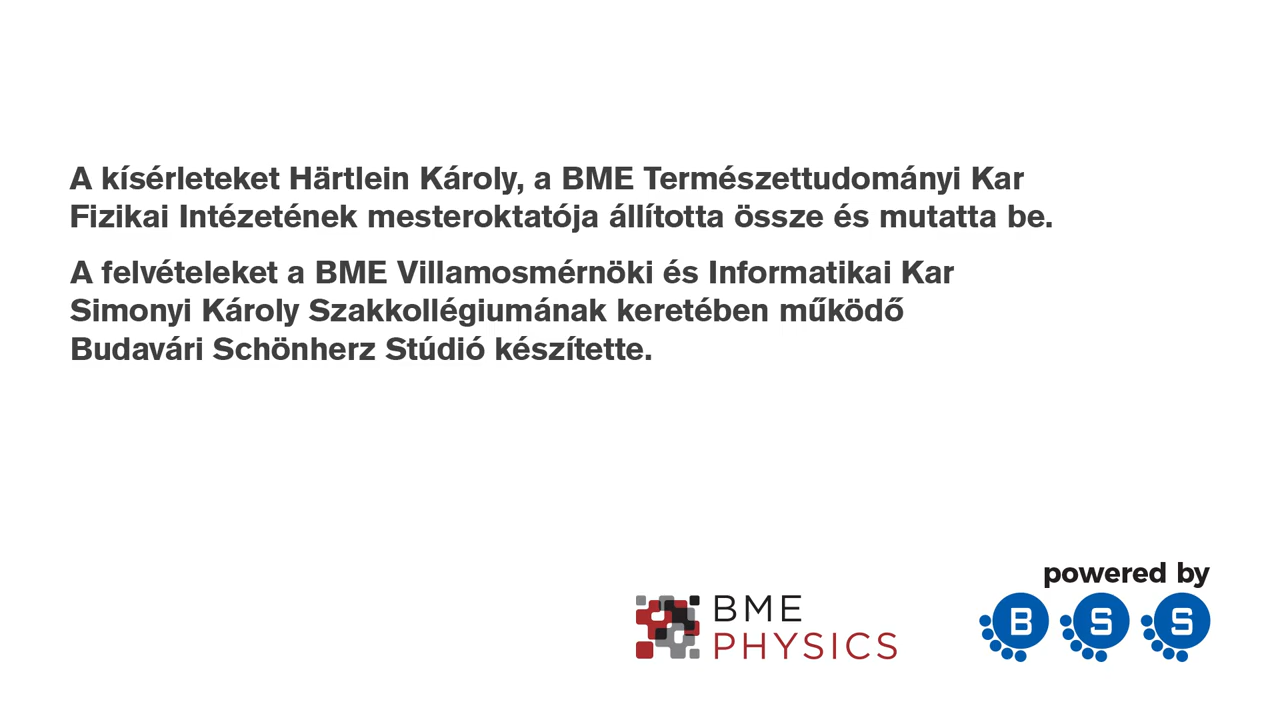 A kísérleteket Härtlein Károly, a BME Természettudományi Kar
Fizikai Intézetének mesteroktatója állította össze és mutatta be.
A felvételeket a BME Villamosmérnöki és Informatikai Kar
Simonyi Károly Szakkollégiumának keretében működő
Budavári Schönherz Stúdió készítette.
powered by
BME
PHYSICS
B S S